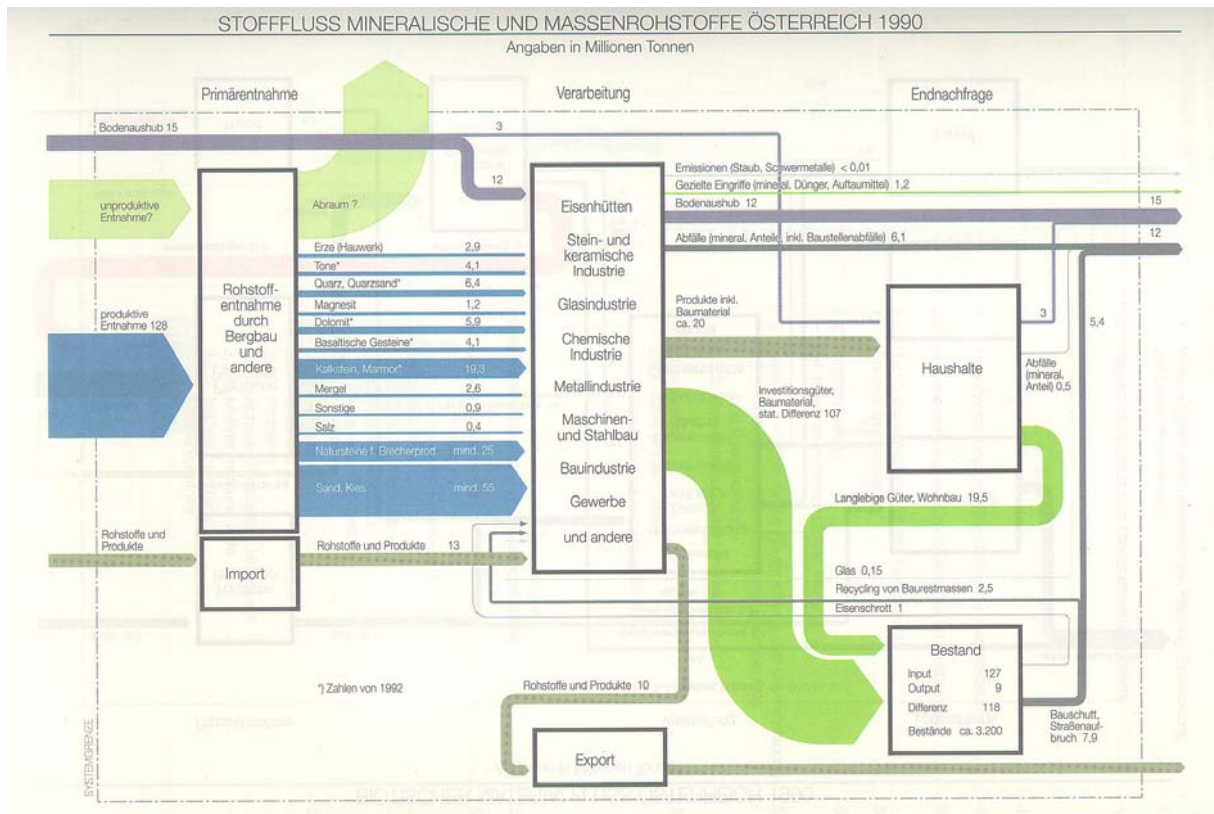 STOFFFLUSS MINERALISCHE UND MASSENROHSTOFFE ÖSTERREICH 1990
Angaben in Millionen Tonnen
Primärentnahme
Verarbeitung
Endnachfrage
Bodenaushub 15
3
12
unproduktive
Entnahme?
Abraum ?
produktive
Entnahme 128
Rohstoff-
entnahme
durch
Bergbau
und
andere
Erze (Hauwerk) 2,9
Tone* 4,1
Quarz, Quarzsand* 6,4
Magnesit 1,2
Dolomit* 5,9
Basaltische Gesteine* 4,1
Kalkstein, Marmor* 19,3
Mergel 2,6
Sonstige 0,9
Salz 0,4
Natursteine f. Brecherprod. mind. 25
Sand, Kies mind. 55
Rohstoffe und
Produkte
Import
Rohstoffe und Produkte 13
Eisenhütten
Stein- und
keramische
Industrie
Glasindustrie
Chemische
Industrie
Metallindustrie
Maschinen-
und Stahlbau
Bauindustrie
Gewerbe
und andere
Emissionen (Staub, Schwermetalle) < 0,01
Gezielte Eingriffe (mineral. Dünger, Auftaumittel) 1,2
Bodenaushub 12
15
Abfälle (mineral. Anteile, inkl. Baustellenabfälle) 6,1
12
Produkte inkl.
Baumaterial
ca. 20
3
5,4
Haushalte
Abfälle
(mineral.
Anteil) 0,5
Investitionsgüter,
Baumaterial,
stat. Differenz 107
Langlebige Güter, Wohnbau 19,5
Glas 0,15
Recycling von Baurestmassen 2,5
Eisenschrott 1
Bestand
Input 127
Output 9
Differenz 118
Bestände ca. 3.200
Bauschutt,
Straßenauf-
bruch 7,9
*) Zahlen von 1992
Rohstoffe und Produkte 10
Export
SYSTEMGRENZE